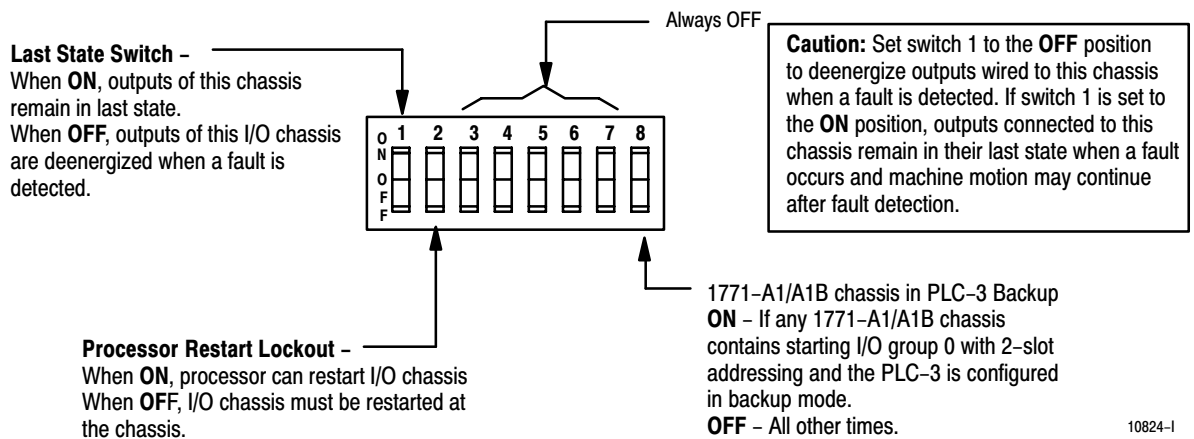 Always OFF
Last State Switch –
When ON, outputs of this chassis
remain in last state.
When OFF, outputs of this I/O chassis
are deenergized when a fault is
detected.
Caution: Set switch 1 to the OFF position
to deenergize outputs wired to this chassis
when a fault is detected. If switch 1 is set to
the ON position, outputs connected to this
chassis remain in their last state when a fault
occurs and machine motion may continue
after fault detection.
1 2 3 4 5 6 7 8
O
N
O
F
F
Processor Restart Lockout –
When ON, processor can restart I/O chassis
When OFF, I/O chassis must be restarted at
the chassis.
1771–A1/A1B chassis in PLC–3 Backup
ON – If any 1771–A1/A1B chassis
contains starting I/O group 0 with 2–slot
addressing and the PLC–3 is configured
in backup mode.
OFF – All other times.
10824–I